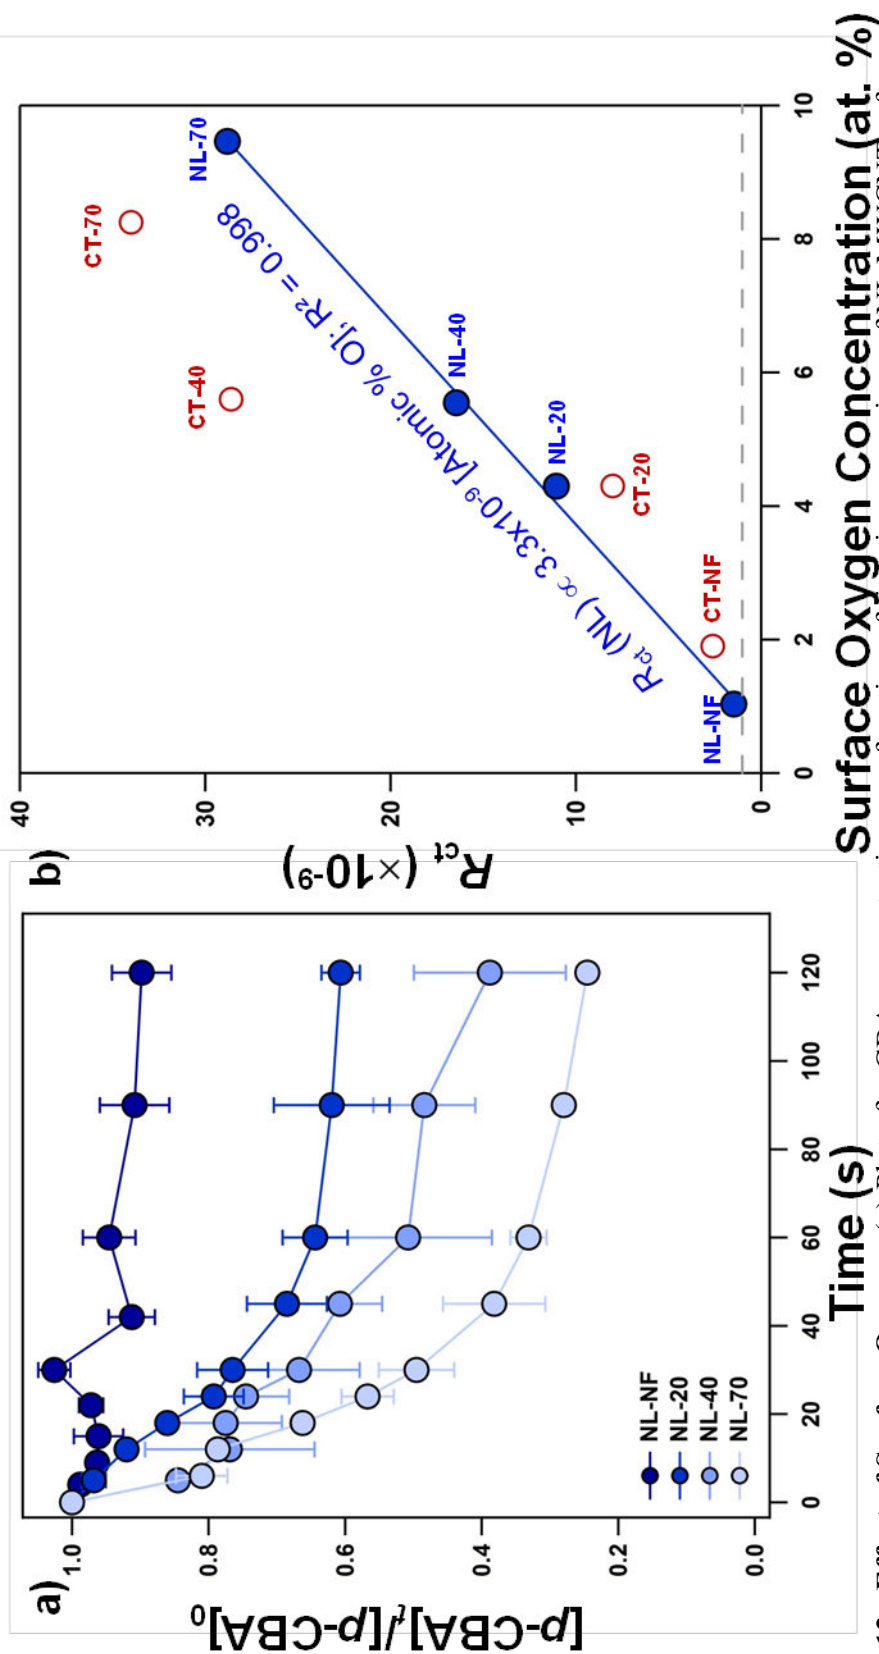 a)
[p-CBA]t/[p-CBA]0
1.0
0.8
0.6
0.4
0.2
0.0
0
20
40
60
80
100
120
Time (s)
NL-NF
NL-20
NL-40
NL-70
b)
Rct (×10-9)
40
30
20
10
0
0
2
4
6
8
10
Surface Oxygen Concentration (at. %)
NL-NF
CT-NF
NL-20
CT-20
NL-40
CT-40
NL-70
CT-70
Rct (NL) ∝ 3.3x10-9 [Atomic % O]; R² = 0.998